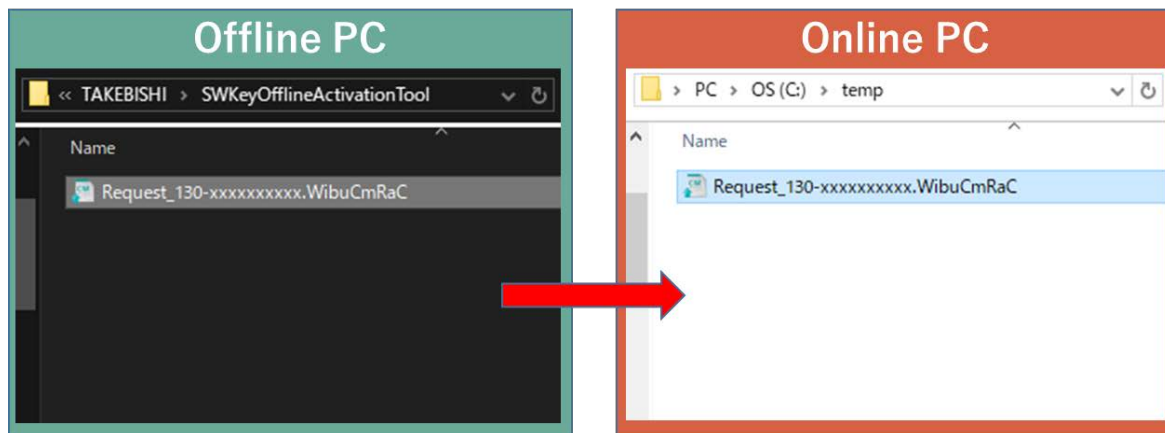 Offline PC
« TAKEBISHI > SWKeyOfflineActivationTool
Name
Request_130-xxxxxxxxxx.WibuCmRaC
Online PC
> PC > OS (C:) > temp
Name
Request_130-xxxxxxxxxx.WibuCmRaC